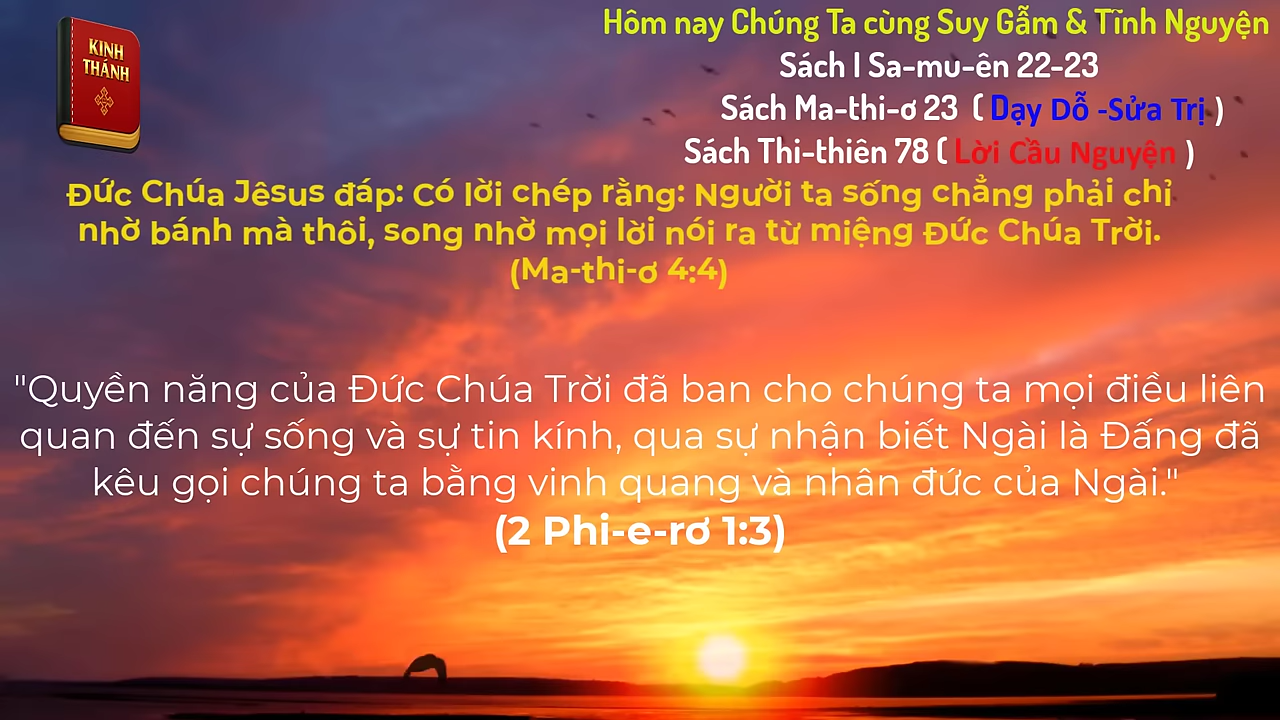 KINH
THÁNH
Hôm nay Chúng Ta cùng Suy Gẫm & Tĩnh Nguyện
Sách I Sa-mu-ên 22-23
Sách Ma-thi-ơ 23 ( Dạy Dỗ -Sửa Trị )
Sách Thi-thiên 78 ( Lời Cầu Nguyện )
Đức Chúa Jêsus đáp: Có lời chép rằng: Người ta sống chẳng phải chỉ
nhờ bánh mà thôi, song nhờ mọi lời nói ra từ miệng Đức Chúa Trời.
(Ma-thi-ơ 4:4)
"Quyền năng của Đức Chúa Trời đã ban cho chúng ta mọi điều liên
quan đến sự sống và sự tin kính, qua sự nhận biết Ngài là Đấng đã
kêu gọi chúng ta bằng vinh quang và nhân đức của Ngài."
(2 Phi-e-rơ 1:3)